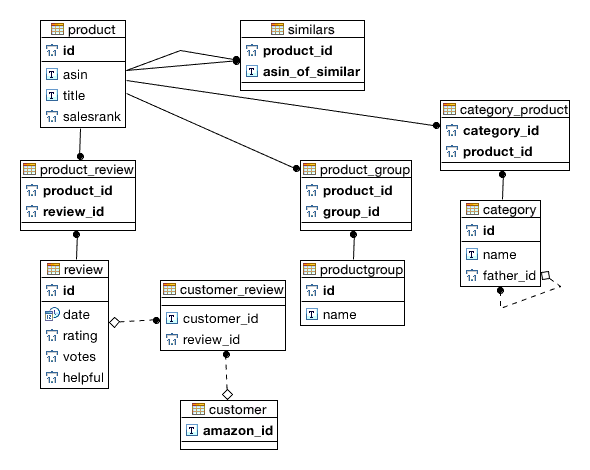 product
id
asin
title
salesrank
similars
product_id
asin_of_similar
category_product
category_id
product_id
product_review
product_id
review_id
product_group
product_id
group_id
category
id
name
father_id
review
id
date
rating
votes
helpful
productgroup
id
name
customer_review
customer_id
review_id
customer
amazon_id